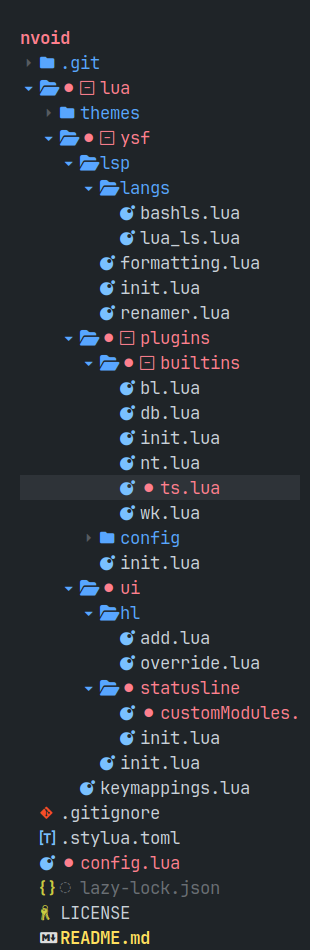 nvoid
.git
lua
themes
ysf
lsp
langs
bashls.lua
lua_ls.lua
formatting.lua
init.lua
renamer.lua
plugins
builtins
bl.lua
db.lua
init.lua
nt.lua
ts.lua
wk.lua
config
init.lua
ui
hl
add.lua
override.lua
statusline
customModules.
init.lua
init.lua
keymappings.lua
.gitignore
[T] .stylua.toml
config.lua
{} lazy-lock.json
LICENSE
README.md